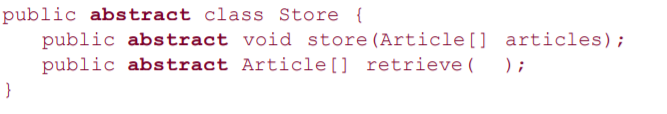 public abstract class Store {
public abstract void store(Article[] articles);
public abstract Article[] retrieve(  );
}